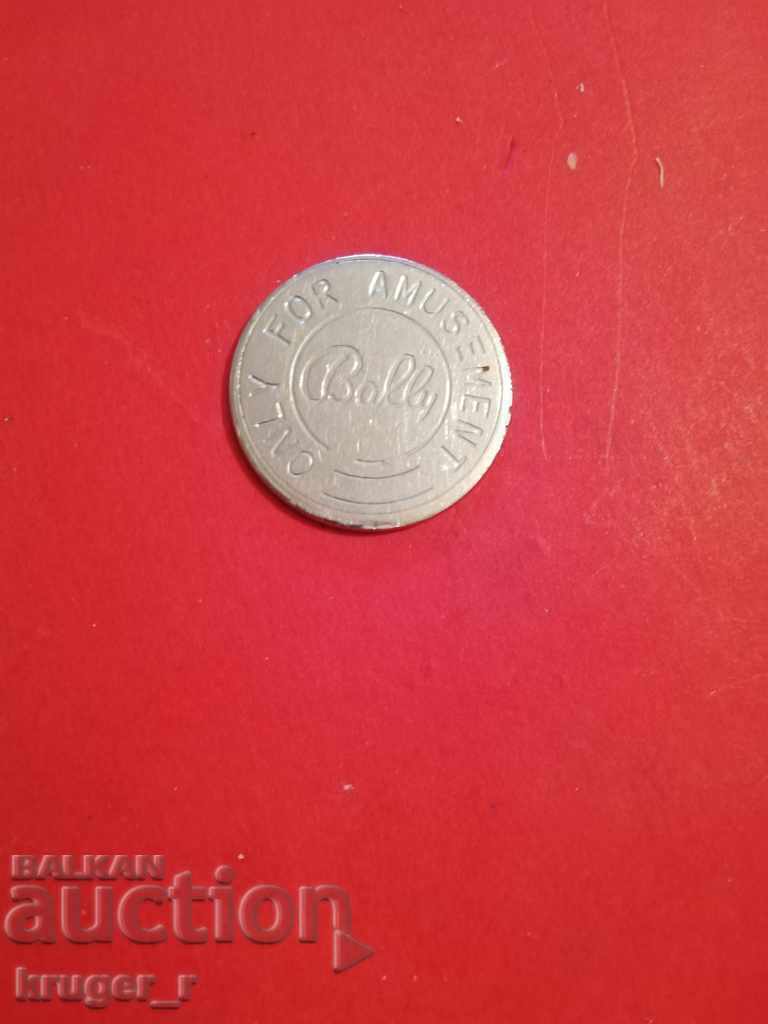 ONLY FOR AMUSEMENT
Bally
BALKAN
auction
kruger_r